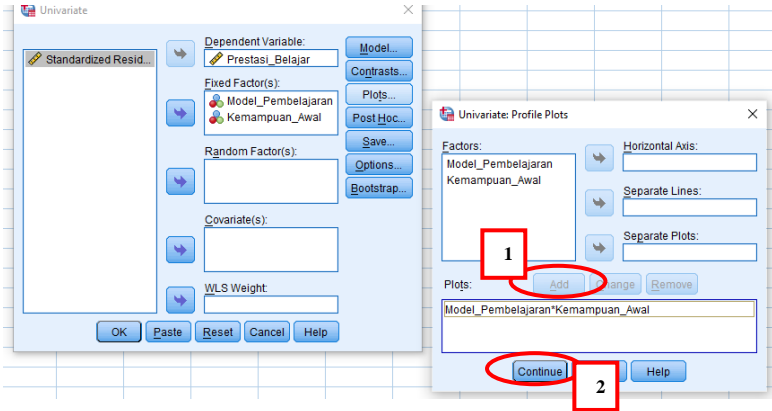 Univariate
Standardized Resid...
Dependent Variable:
Prestasi_Belajar
Fixed Factor(s):
Model_Pembelajaran
Kemampuan_Awal
Random Factor(s):
Covariate(s):
WLS Weight:
Model...
Contrasts...
Plots...
Post Hoc...
Save...
Options...
Bootstrap...
OK Paste Reset Cancel Help
Univariate: Profile Plots
Factors:
Model_Pembelajaran
Kemampuan_Awal
Horizontal Axis:
Separate Lines:
Separate Plots:
1
Plots: Add Change Remove
Model_Pembelajaran*Kemampuan_Awal
Continue Help
2